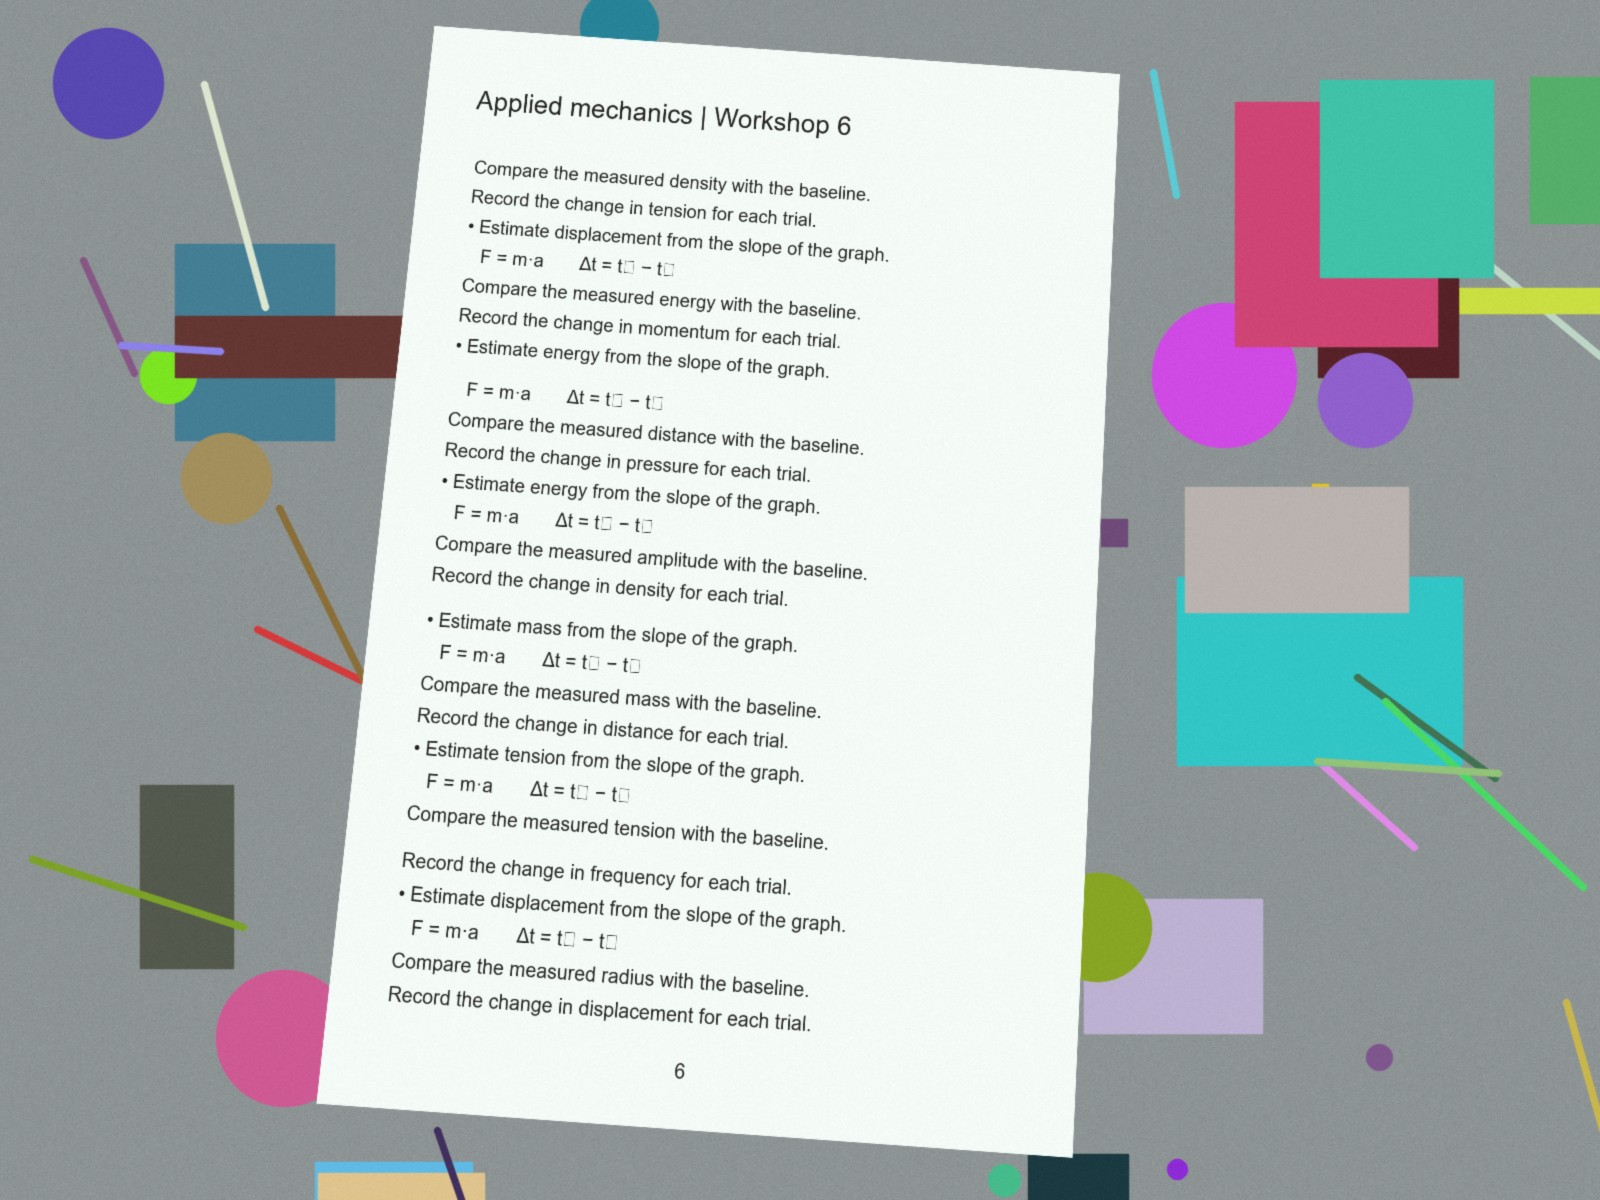 Applied mechanics | Workshop 6
Compare the measured density with the baseline.
Record the change in tension for each trial.
• Estimate displacement from the slope of the graph.
F = m·a Δt = t□ − t□
Compare the measured energy with the baseline.
Record the change in momentum for each trial.
• Estimate energy from the slope of the graph.
F = m·a Δt = t□ − t□
Compare the measured distance with the baseline.
Record the change in pressure for each trial.
• Estimate energy from the slope of the graph.
F = m·a Δt = t□ − t□
Compare the measured amplitude with the baseline.
Record the change in density for each trial.
• Estimate mass from the slope of the graph.
F = m·a Δt = t□ − t□
Compare the measured mass with the baseline.
Record the change in distance for each trial.
• Estimate tension from the slope of the graph.
F = m·a Δt = t□ − t□
Compare the measured tension with the baseline.
Record the change in frequency for each trial.
• Estimate displacement from the slope of the graph.
F = m·a Δt = t□ − t□
Compare the measured radius with the baseline.
Record the change in displacement for each trial.
6